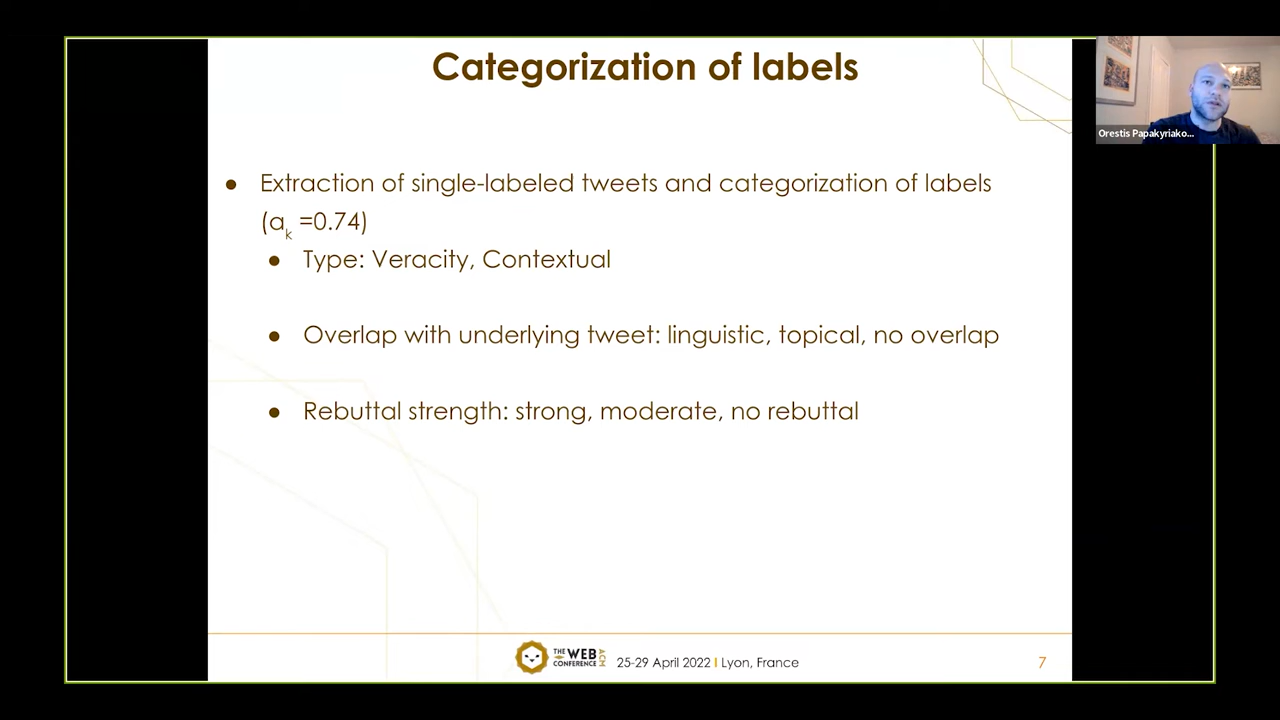 Categorization of labels
Orestis Papakyriako...
● Extraction of single-labeled tweets and categorization of labels
(ak =0.74)
● Type: Veracity, Contextual
● Overlap with underlying tweet: linguistic, topical, no overlap
● Rebuttal strength: strong, moderate, no rebuttal
THE WEB CONFERENCE ACM
25-29 April 2022 I Lyon, France
7